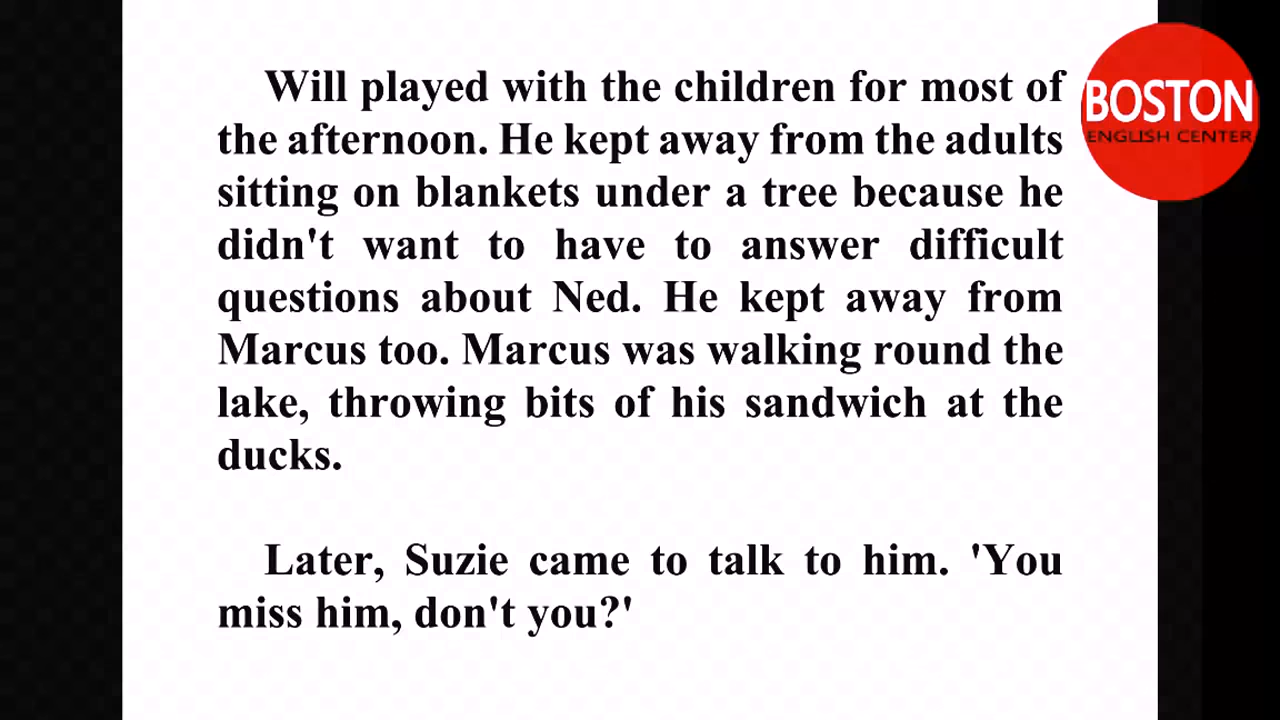 Will played with the children for most of
the afternoon. He kept away from the adults
sitting on blankets under a tree because he
didn't want to have to answer difficult
questions about Ned. He kept away from
Marcus too. Marcus was walking round the
lake, throwing bits of his sandwich at the
ducks.
Later, Suzie came to talk to him. 'You
miss him, don't you?'
BOSTON
ENGLISH CENTER